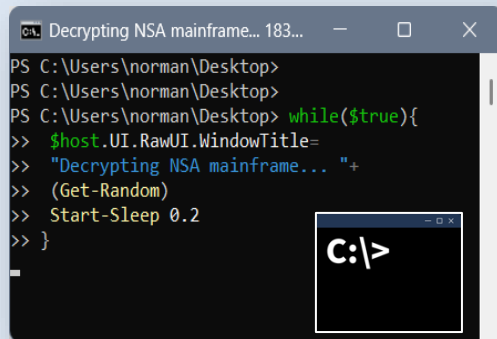 Decrypting NSA mainframe... 183...
PS C:\Users\norman\Desktop>
PS C:\Users\norman\Desktop>
PS C:\Users\norman\Desktop> while($true){
>>  $host.UI.RawUI.WindowTitle=
>>  "Decrypting NSA mainframe... "+
>>  (Get-Random)
>>  Start-Sleep 0.2
>> }
C:\>